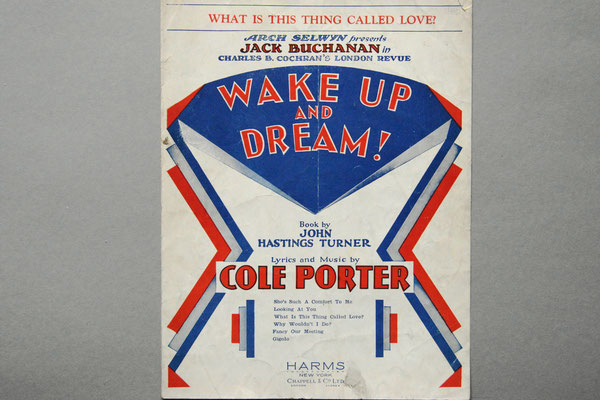 WHAT IS THIS THING CALLED LOVE?
ARCH SELWYN presents
JACK BUCHANAN in
CHARLES B. COCHRAN'S LONDON REVUE
WAKE UP
AND
DREAM!
Book by
JOHN
HASTINGS TURNER
Lyrics and Music by
COLE PORTER
She's Such A Comfort To Me
Looking At You
What Is This Thing Called Love?
Why Wouldn't I Do?
Fancy Our Meeting
Gigolo
HARMS
NEW YORK
CHAPPELL & CO LTD